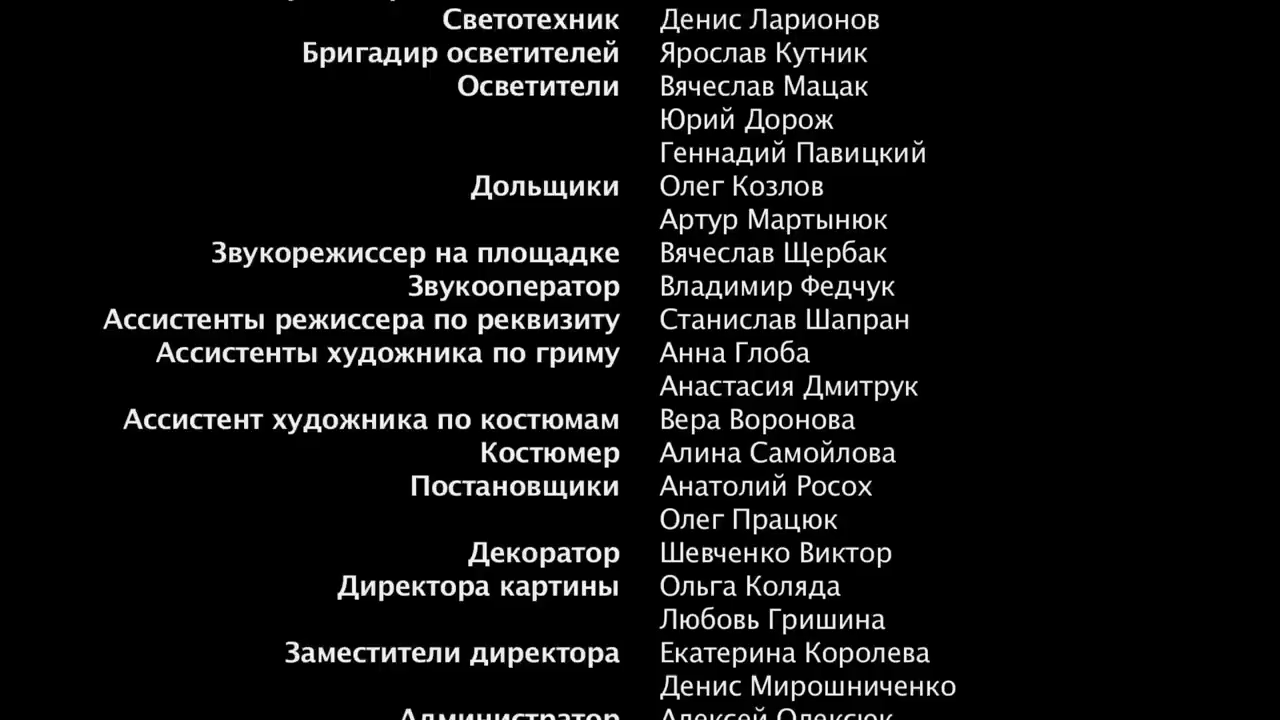 Светотехник Денис Ларионов
Бригадир осветителей Ярослав Кутник
Осветители Вячеслав Мацак
Юрий Дорож
Геннадий Павицкий
Дольщики Олег Козлов
Артур Мартынюк
Звукорежиссер на площадке Вячеслав Щербак
Звукооператор Владимир Федчук
Ассистенты режиссера по реквизиту Станислав Шапран
Ассистенты художника по гриму Анна Глоба
Анастасия Дмитрук
Ассистент художника по костюмам Вера Воронова
Костюмер Алина Самойлова
Постановщики Анатолий Росох
Олег Працюк
Декоратор Шевченко Виктор
Директора картины Ольга Коляда
Любовь Гришина
Заместители директора Екатерина Королева
Денис Мирошниченко
Администратор Алексей Олексюк